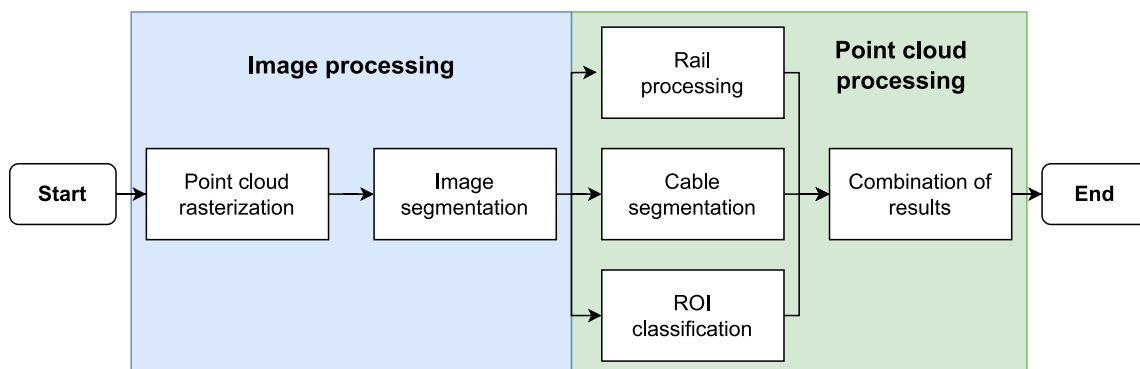 Image processing
Point cloud
processing
Start
Point cloud
rasterization
Image
segmentation
Rail
processing
Cable
segmentation
ROI
classification
Combination of
results
End